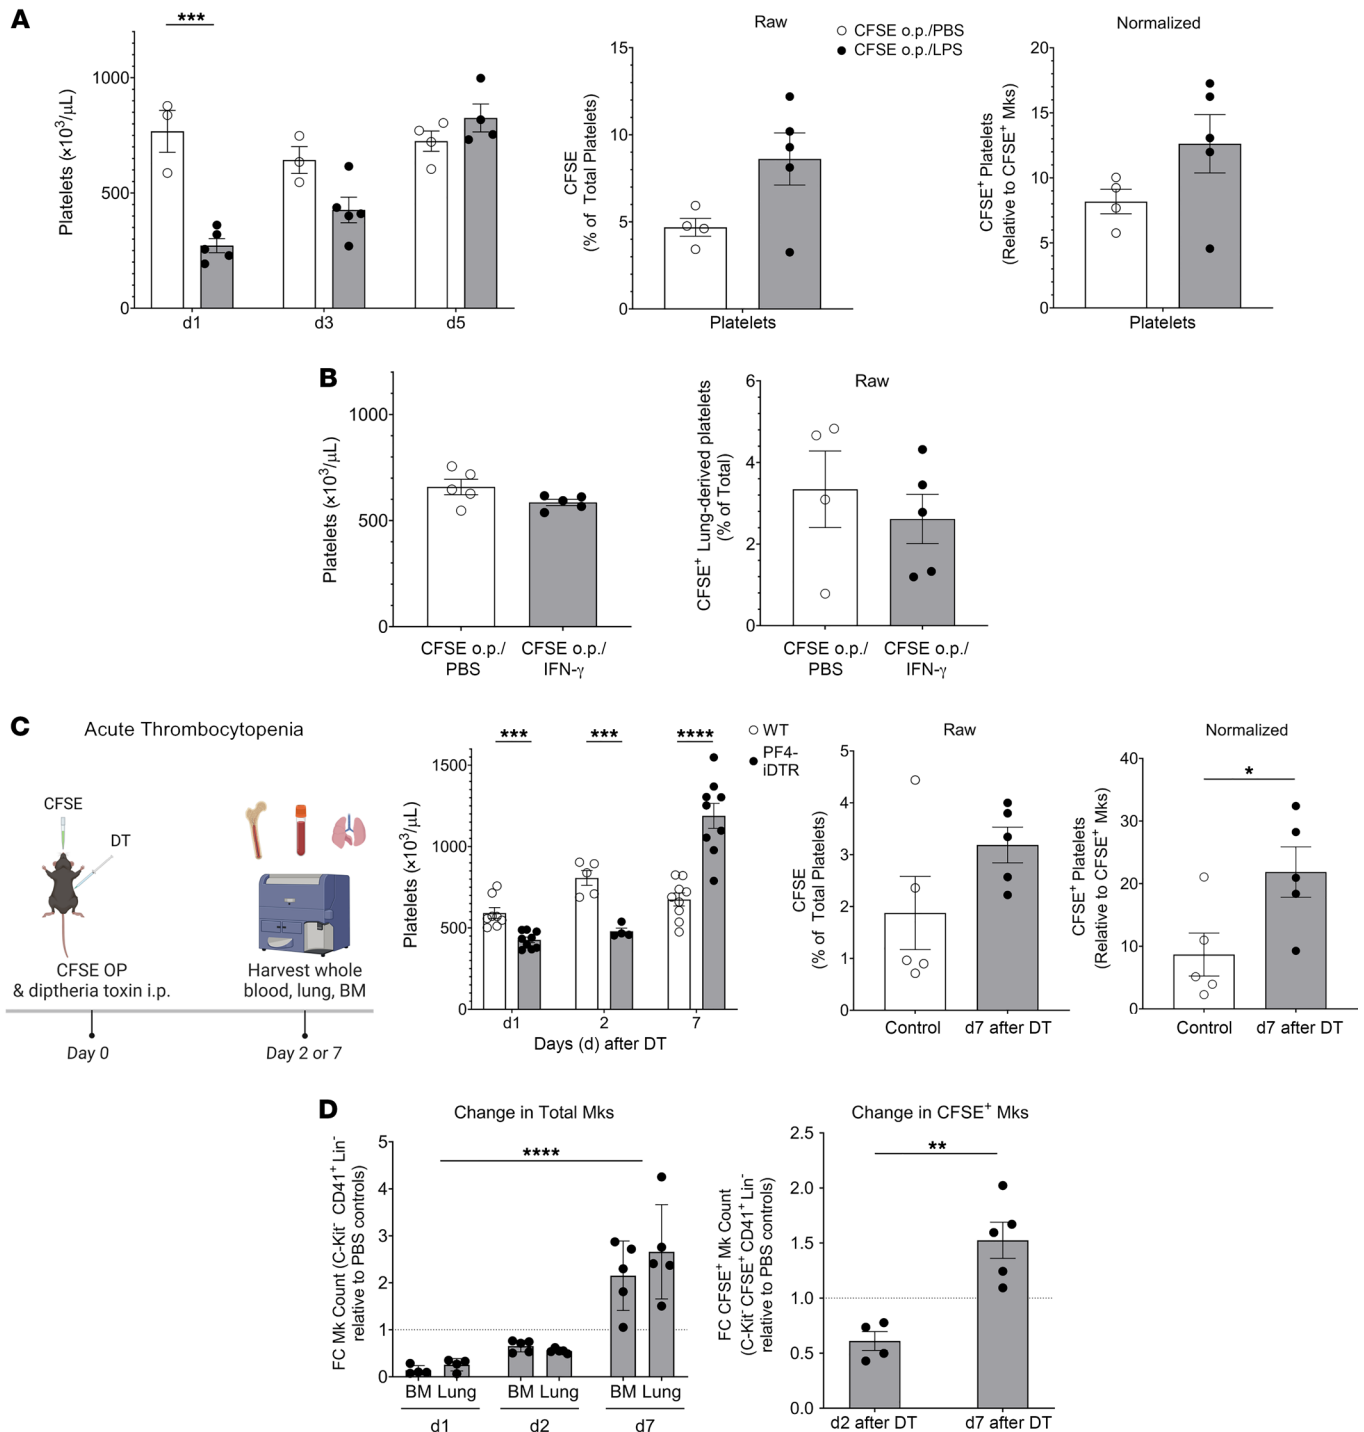 A
***
Platelets (×10³/µL)
1000
500
0
d1
d3
d5
Raw
CFSE
(% of Total Platelets)
15
10
5
0
Platelets
CFSE o.p./PBS
CFSE o.p./LPS
Normalized
CFSE⁺ Platelets
(Relative to CFSE⁺ Mks)
20
15
10
5
0
Platelets
B
Platelets (×10³/µL)
1000
500
0
CFSE o.p./
PBS
CFSE o.p./
IFN-γ
Raw
CFSE⁺ Lung-derived platelets
(% of Total)
6
4
2
0
CFSE o.p./
PBS
CFSE o.p./
IFN-γ
C
Acute Thrombocytopenia
CFSE
DT
CFSE OP
& diptheria toxin i.p.
Harvest whole
blood, lung, BM
Day 0
Day 2 or 7
***
***
****
WT
PF4-
iDTR
Platelets (×10³/µL)
1500
1000
500
0
d1
2
7
Days (d) after DT
Raw
CFSE
(% of Total Platelets)
5
4
3
2
1
0
Control
d7 after DT
Normalized
*
CFSE⁺ Platelets
(Relative to CFSE⁺ Mks)
40
30
20
10
0
Control
d7 after DT
D
Change in Total Mks
****
FC Mk Count (C-Kit⁻ CD41⁺ Lin⁻
relative to PBS controls)
5
4
3
2
1
0
BM Lung
BM Lung
BM Lung
d1
d2
d7
Change in CFSE⁺ Mks
**
FC CFSE⁺ Mk Count
(C-Kit⁻ CFSE⁺ CD41⁺ Lin⁻
relative to PBS controls)
2.5
2.0
1.5
1.0
0.5
0.0
d2 after DT
d7 after DT